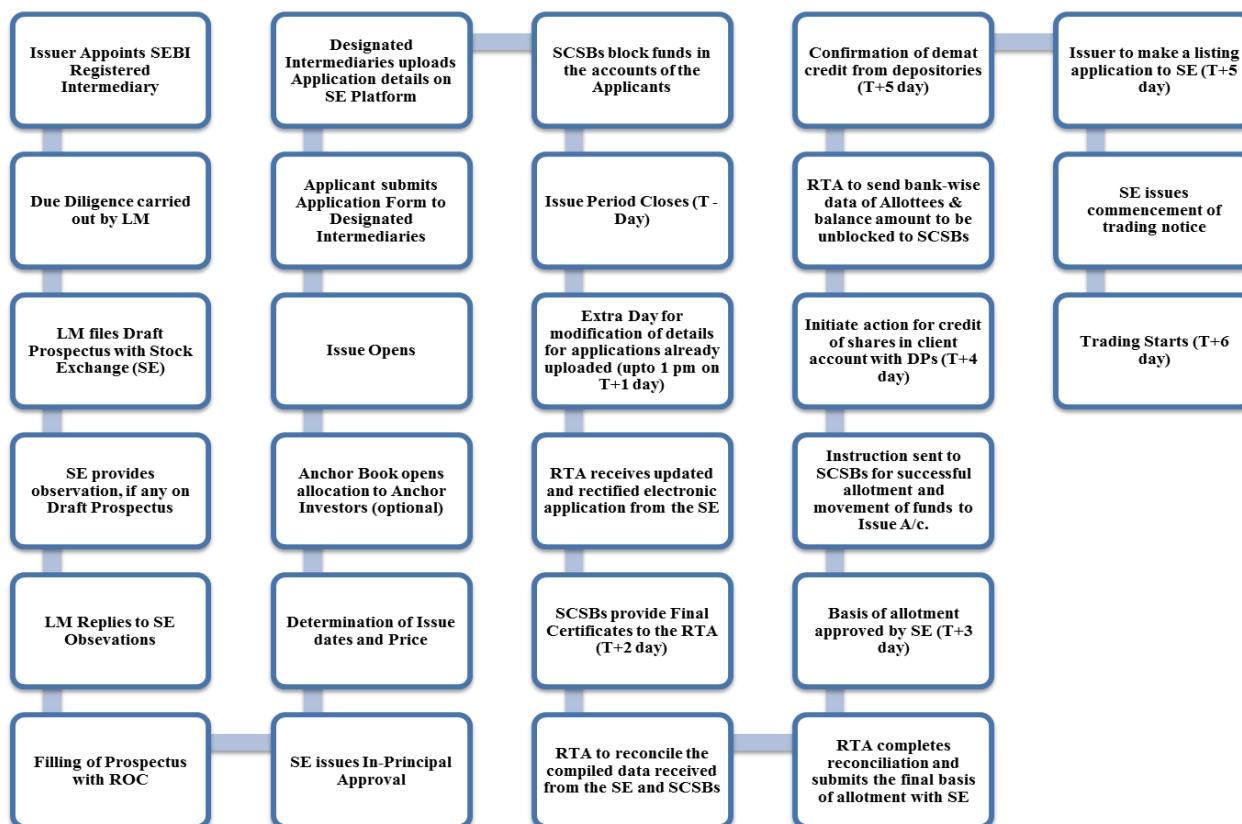 Issuer Appoints SEBI
Registered
Intermediary
Due Diligence carried
out by LM
LM files Draft
Prospectus with Stock
Exchange (SE)
SE provides
observation, if any on
Draft Prospectus
LM Replies to SE
Obsevations
Filling of Prospectus
with ROC
SE issues In-Principal
Approval
Determination of Issue
dates and Price
Anchor Book opens
allocation to Anchor
Investors (optional)
Issue Opens
Applicant submits
Application Form to
Designated
Intermediaries
Designated
Intermediaries uploads
Application details on
SE Platform
SCSBs block funds in
the accounts of the
Applicants
Issue Period Closes (T -
Day)
Extra Day for
modification of details
for applications already
uploaded (upto 1 pm on
T+1 day)
RTA receives updated
and rectified electronic
application from the SE
SCSBs provide Final
Certificates to the RTA
(T+2 day)
RTA to reconcile the
compiled data received
from the SE and SCSBs
RTA completes
reconciliation and
submits the final basis
of allotment with SE
Basis of allotment
approved by SE (T+3
day)
Instruction sent to
SCSBs for successful
allotment and
movement of funds to
Issue A/c.
Initiate action for credit
of shares in client
account with DPs (T+4
day)
RTA to send bank-wise
data of Allottees &
balance amount to be
unblocked to SCSBs
Confirmation of demat
credit from depositories
(T+5 day)
Issuer to make a listing
application to SE (T+5
day)
SE issues
commencement of
trading notice
Trading Starts (T+6
day)